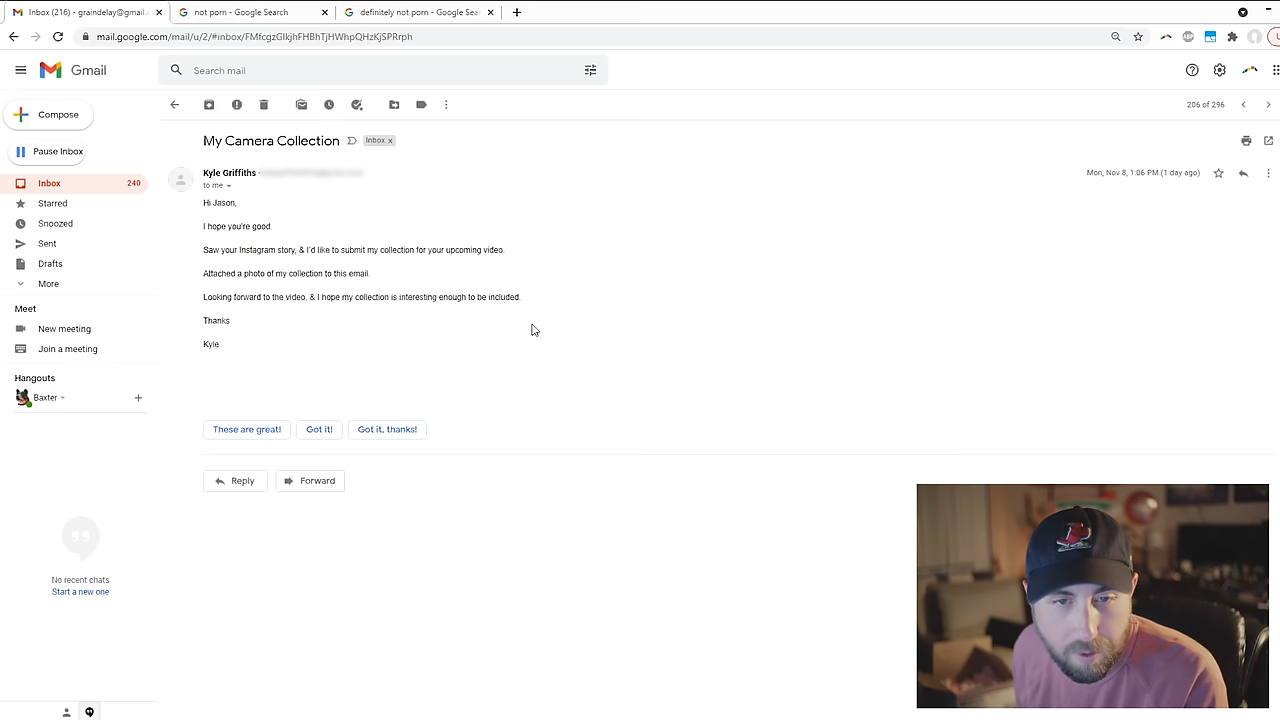 Inbox (216) - graindelay@gmail.c
not porn - Google Search
definitely not porn - Google Sea
mail.google.com/mail/u/2/#inbox/FMfcgzGlkjhFHBhTjHWhpQHzKjSPRrph
Gmail
Search mail
Compose
206 of 296
My Camera Collection
Inbox x
Pause Inbox
Kyle Griffiths
Mon, Nov 8, 1:06 PM (1 day ago)
to me
Inbox 240
Starred
Snoozed
Sent
Drafts
More
Hi Jason,
I hope you're good.
Saw your Instagram story, & I'd like to submit my collection for your upcoming video.
Attached a photo of my collection to this email.
Looking forward to the video, & I hope my collection is interesting enough to be included.
Thanks
Kyle
Meet
New meeting
Join a meeting
Hangouts
Baxter
These are great!
Got it!
Got it, thanks!
Reply
Forward
No recent chats
Start a new one